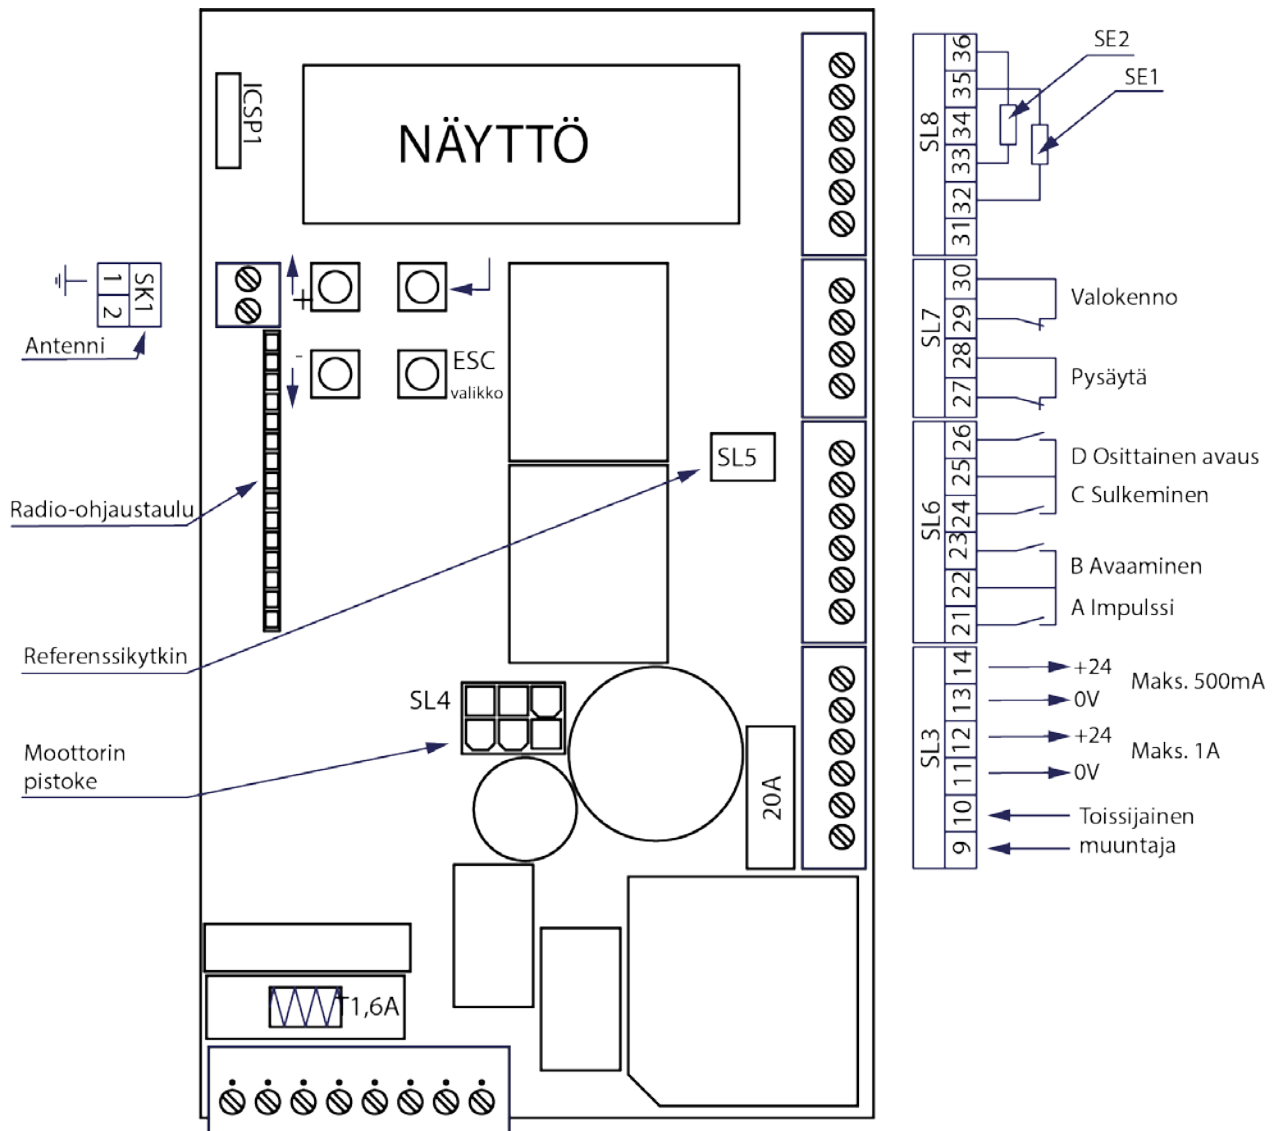 ICSP1
NÄYTTÖ
SK1
1
2
Antenni
+
-
ESC
valikko
Radio-ohjaustaulu
SL5
Referenssikytkin
SL4
Moottorin
pistoke
20A
T1,6A
SL8
36
35
34
33
32
31
SE2
SE1
SL7
30
29
28
27
Valokenno
Pysäytä
SL6
26
25
24
23
22
21
D Osittainen avaus
C Sulkeminen
B Avaaminen
A Impulssi
SL3
14
13
12
11
10
9
+24
0V
Maks. 500mA
+24
0V
Maks. 1A
Toissijainen
muuntaja